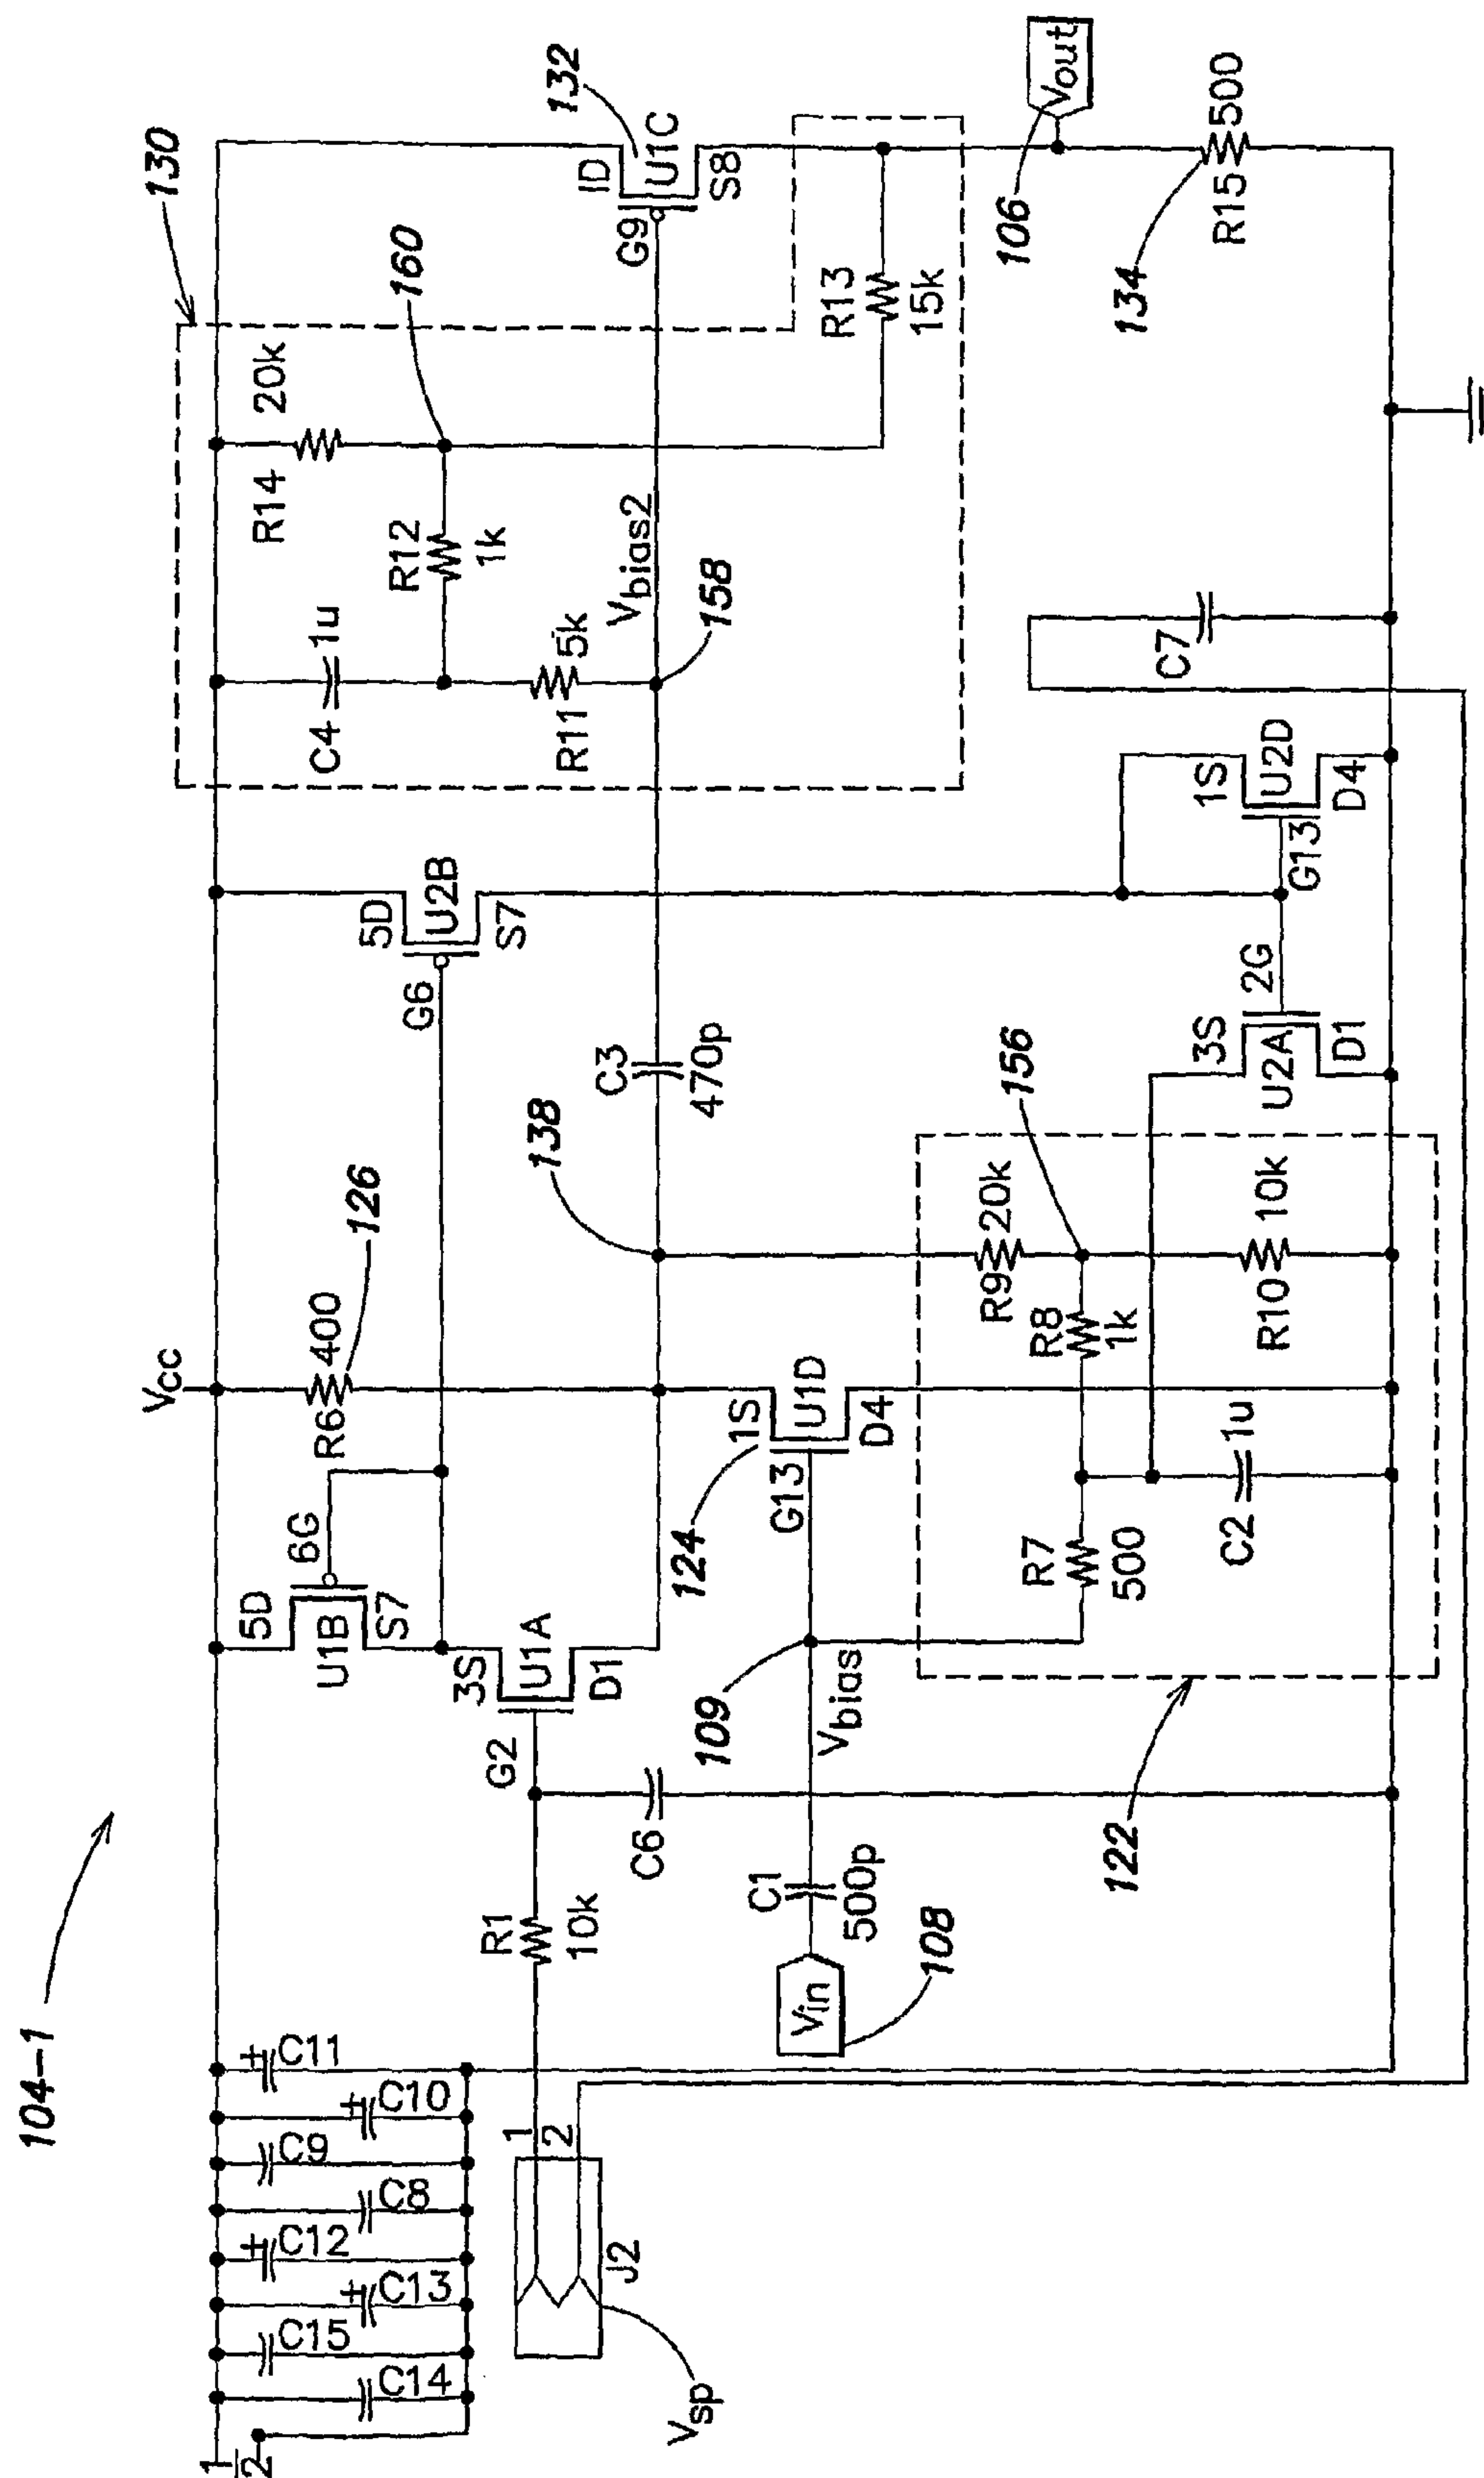 104-1
1
2
C14
C15
C13
C12
C8
C9
C10
C11
Vcc
130
132
5D
6G
U1B
S7
R6
400
126
5D
U2B
S7
G6
C4
1u
R14
20k
R12
1k
160
R11
5k
Vbias2
158
1D
U1C
G9
S8
J2
1
2
Vsp
R1
10k
G2
3S
U1A
D1
C6
138
C3
470p
R13
15k
Vin
108
C1
500p
109
Vbias
124
G13
1S
U1D
D4
106
Vout
R9
20k
156
R8
1k
R7
500
C2
1u
R10
10k
122
3S
2G
U2A
D1
1S
U2D
G13
D4
C7
134
R15
500